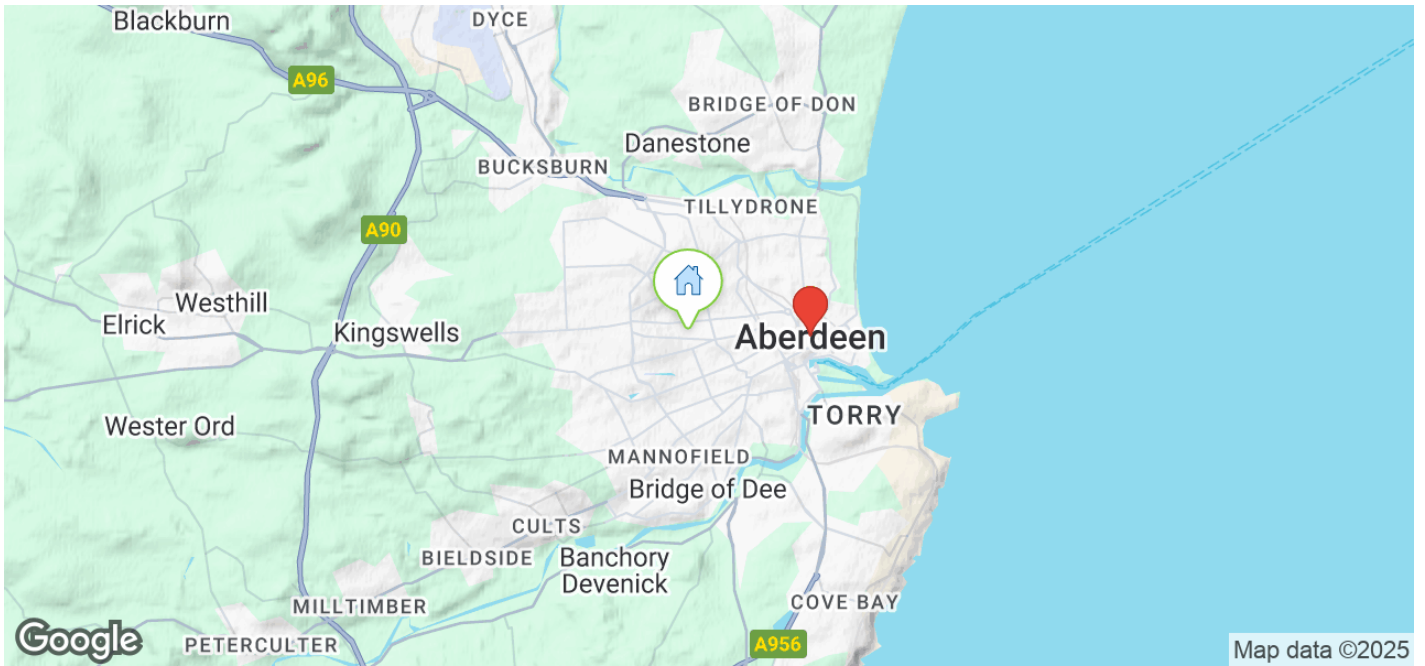 Blackburn
DYCE
A96
BRIDGE OF DON
Danestone
BUCKSBURN
TILLYDRONE
A90
Westhill
Elrick
Kingswells
Aberdeen
TORRY
Wester Ord
MANNOFIELD
Bridge of Dee
CULTS
BIELDSIDE
Banchory
Devenick
MILLTIMBER
COVE BAY
PETERCULTER
A956
Google
Map data ©2025